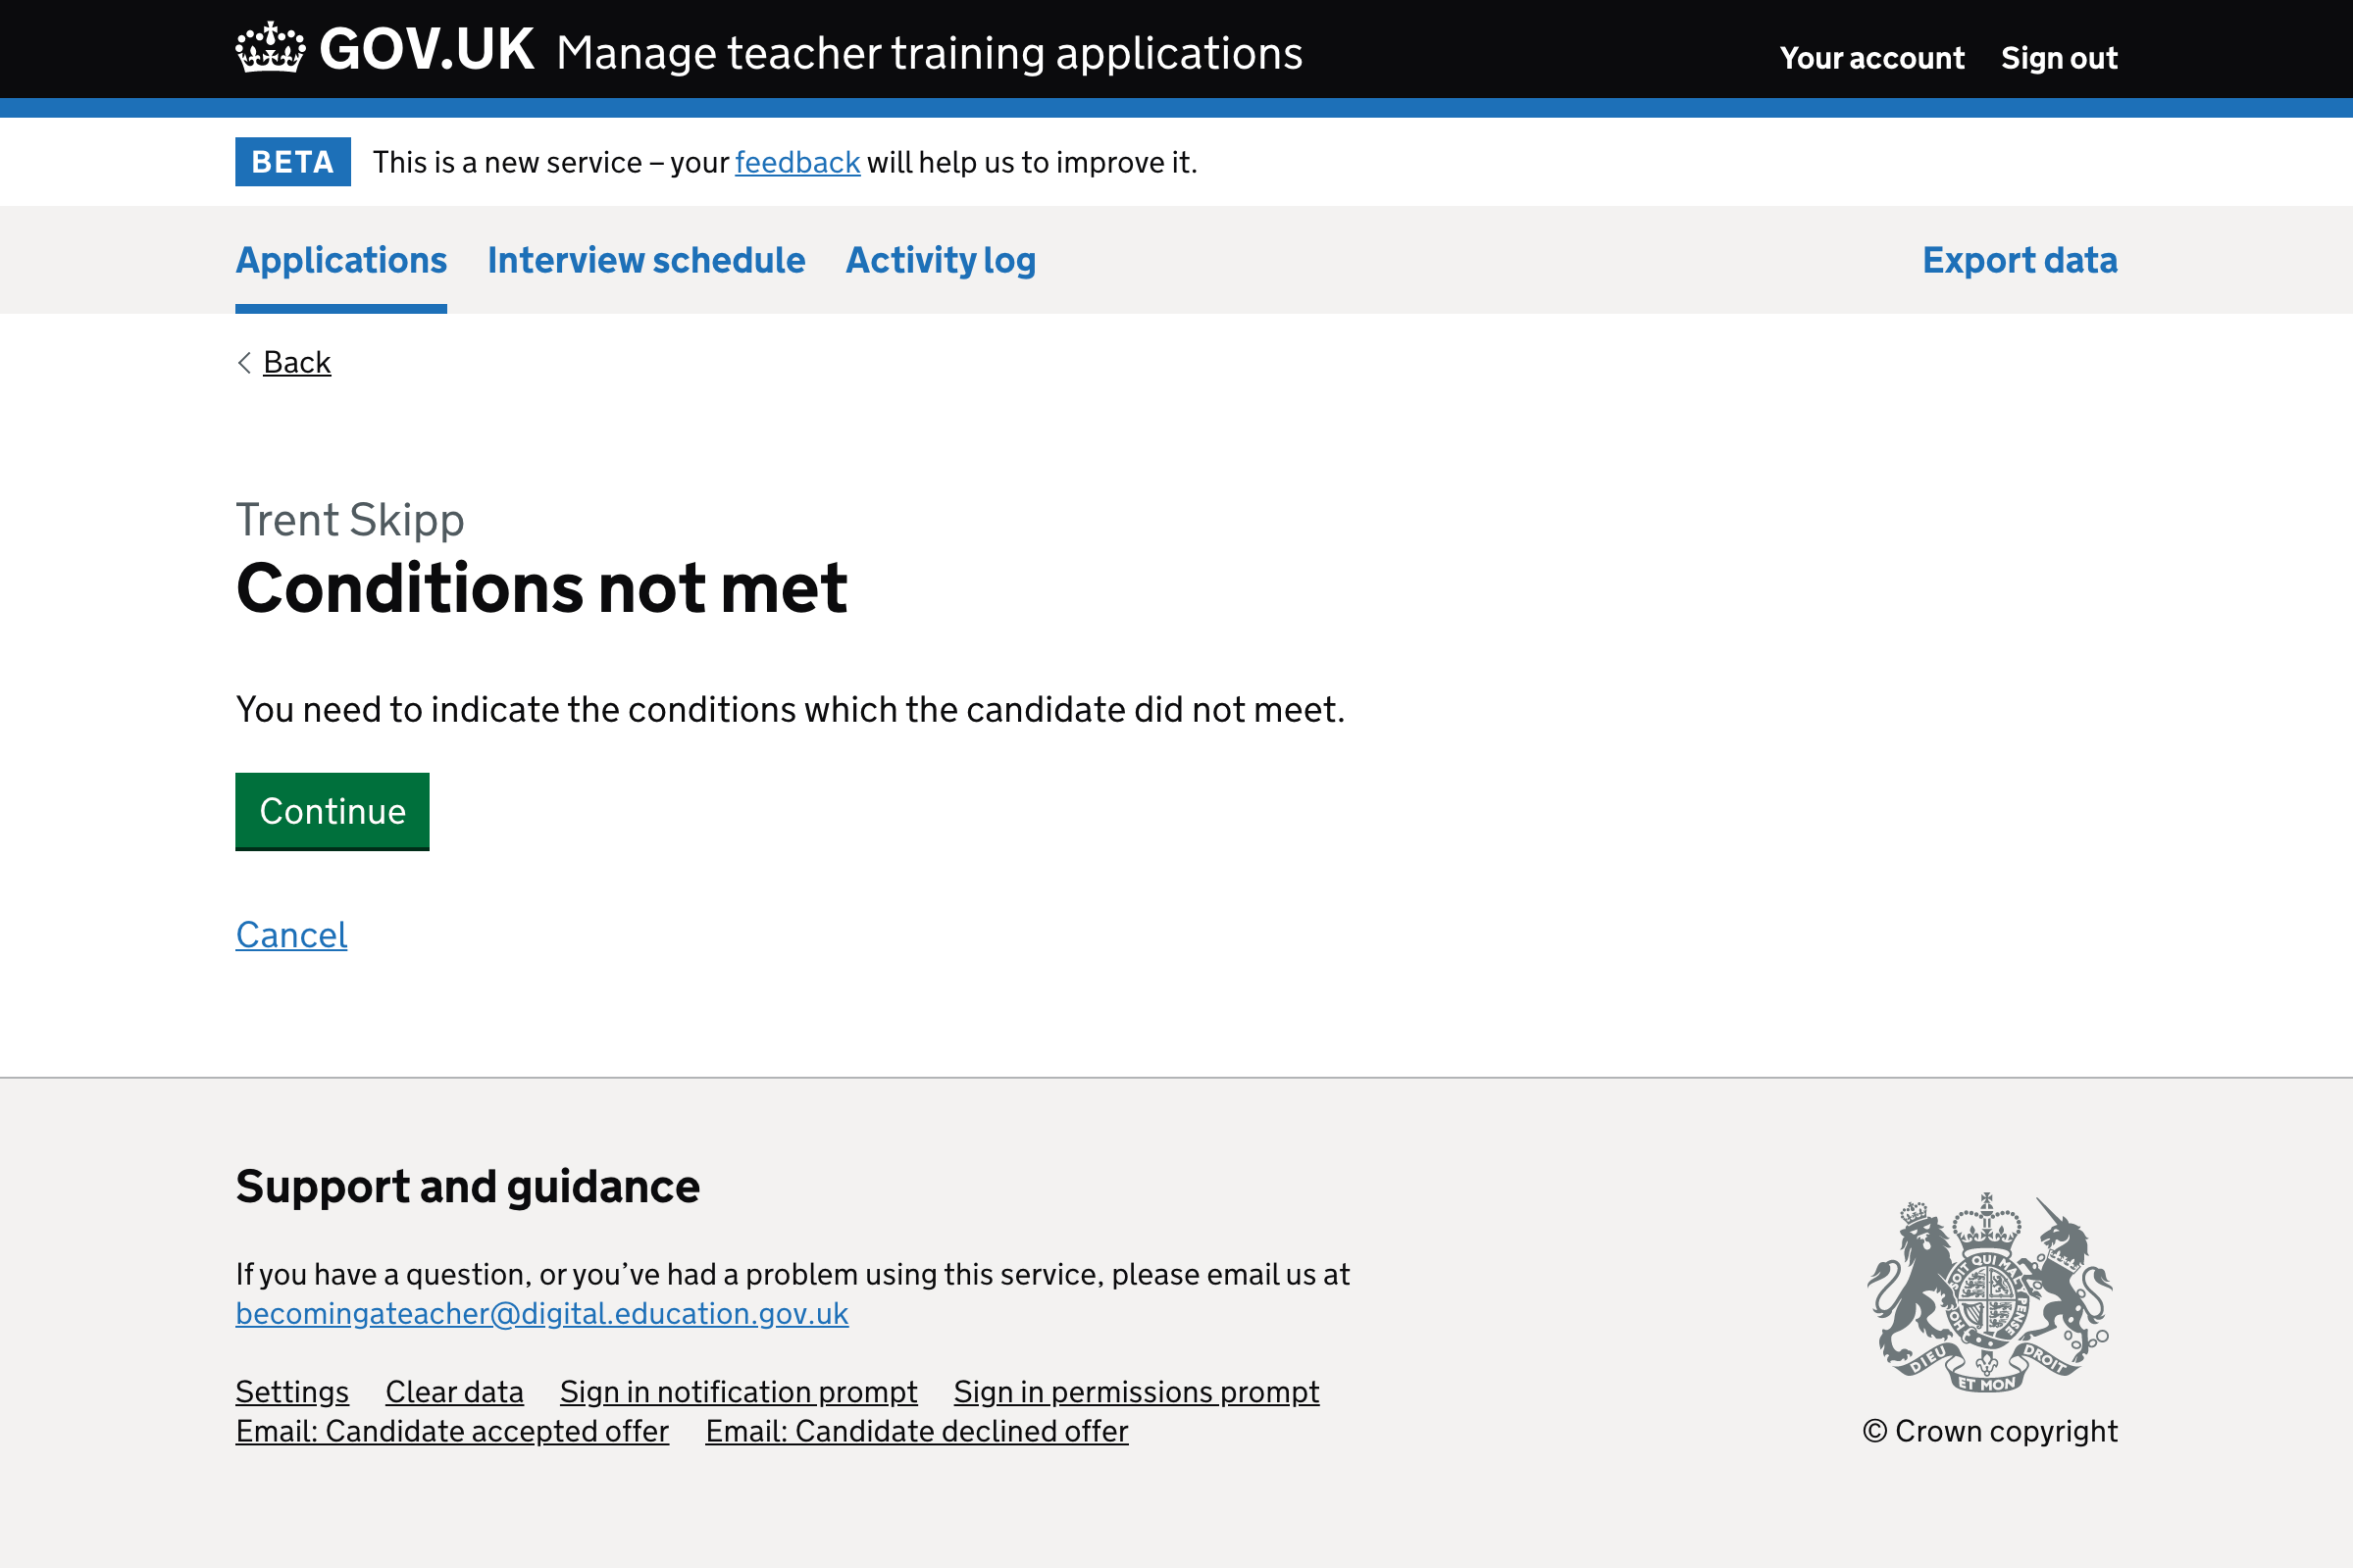 GOV.UK Manage teacher training applications Your account Sign out
BETA This is a new service – your feedback will help us to improve it.
Applications Interview schedule Activity log Export data
Back
Trent Skipp
Conditions not met
You need to indicate the conditions which the candidate did not meet.
Continue
Cancel
Support and guidance
If you have a question, or you’ve had a problem using this service, please email us at
becomingateacher@digital.education.gov.uk
Settings Clear data Sign in notification prompt Sign in permissions prompt
Email: Candidate accepted offer Email: Candidate declined offer
HONI SOIT QUI MAL Y PENSE
DIEU ET MON DROIT
© Crown copyright